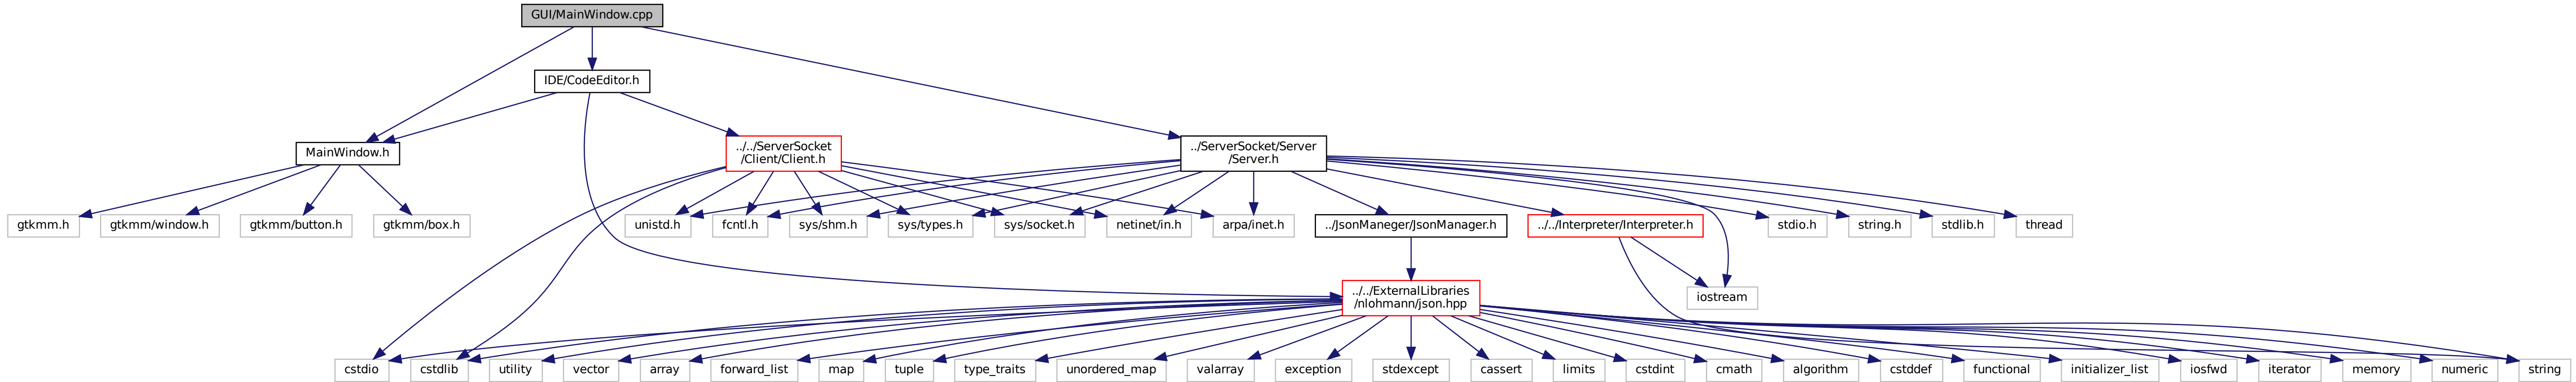 GUI/MainWindow.cpp
IDE/CodeEditor.h
MainWindow.h
../../ServerSocket
/Client/Client.h
../ServerSocket/Server
/Server.h
gtkmm.h
gtkmm/window.h
gtkmm/button.h
gtkmm/box.h
unistd.h
fcntl.h
sys/shm.h
sys/types.h
sys/socket.h
netinet/in.h
arpa/inet.h
../JsonManeger/JsonManager.h
../../Interpreter/Interpreter.h
stdio.h
string.h
stdlib.h
thread
../../ExternalLibraries
/nlohmann/json.hpp
iostream
cstdio
cstdlib
utility
vector
array
forward_list
map
tuple
type_traits
unordered_map
valarray
exception
stdexcept
cassert
limits
cstdint
cmath
algorithm
cstddef
functional
initializer_list
iosfwd
iterator
memory
numeric
string